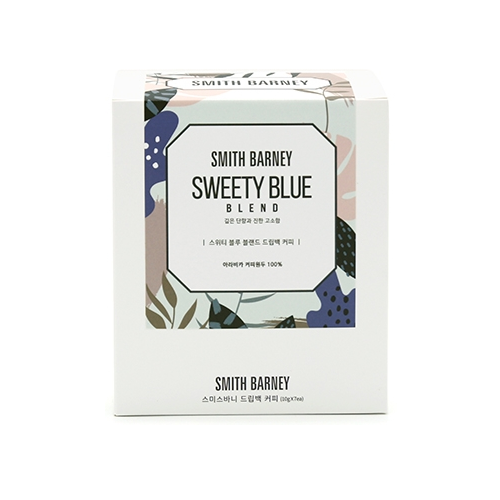 SMITH BARNEY
SMITH BARNEY
SWEETY BLUE
BLEND
깊은 단향과 진한 고소함
| 스위티 블루 블렌드 드립백 커피 |
아라비카 커피원두 100%
SMITH BARNEY
스미스바니 드립백 커피 (10gX7ea)